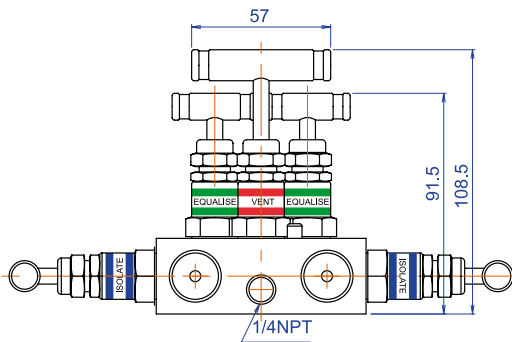 57
EQUALISE VENT EQUALISE
91.5
108.5
ISOLATE
ISOLATE
1/4NPT